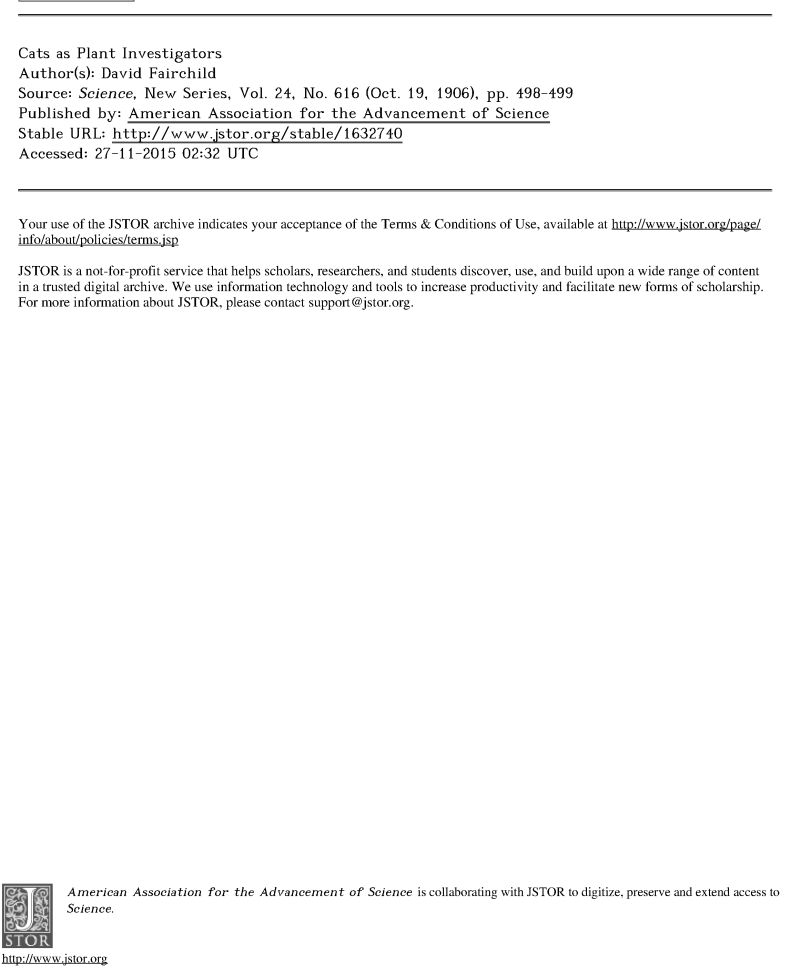 Cats as Plant Investigators
Author(s): David Fairchild
Source: Science, New Series, Vol. 24, No. 616 (Oct. 19, 1906), pp. 498-499
Published by: American Association for the Advancement of Science
Stable URL: http://www.jstor.org/stable/1632740
Accessed: 27-11-2015 02:32 UTC
Your use of the JSTOR archive indicates your acceptance of the Terms & Conditions of Use, available at http://www.jstor.org/page/
info/about/policies/terms.jsp
JSTOR is a not-for-profit service that helps scholars, researchers, and students discover, use, and build upon a wide range of content
in a trusted digital archive. We use information technology and tools to increase productivity and facilitate new forms of scholarship.
For more information about JSTOR, please contact support@jstor.org.
American Association for the Advancement of Science is collaborating with JSTOR to digitize, preserve and extend access to
Science.
JSTOR
http://www.jstor.org